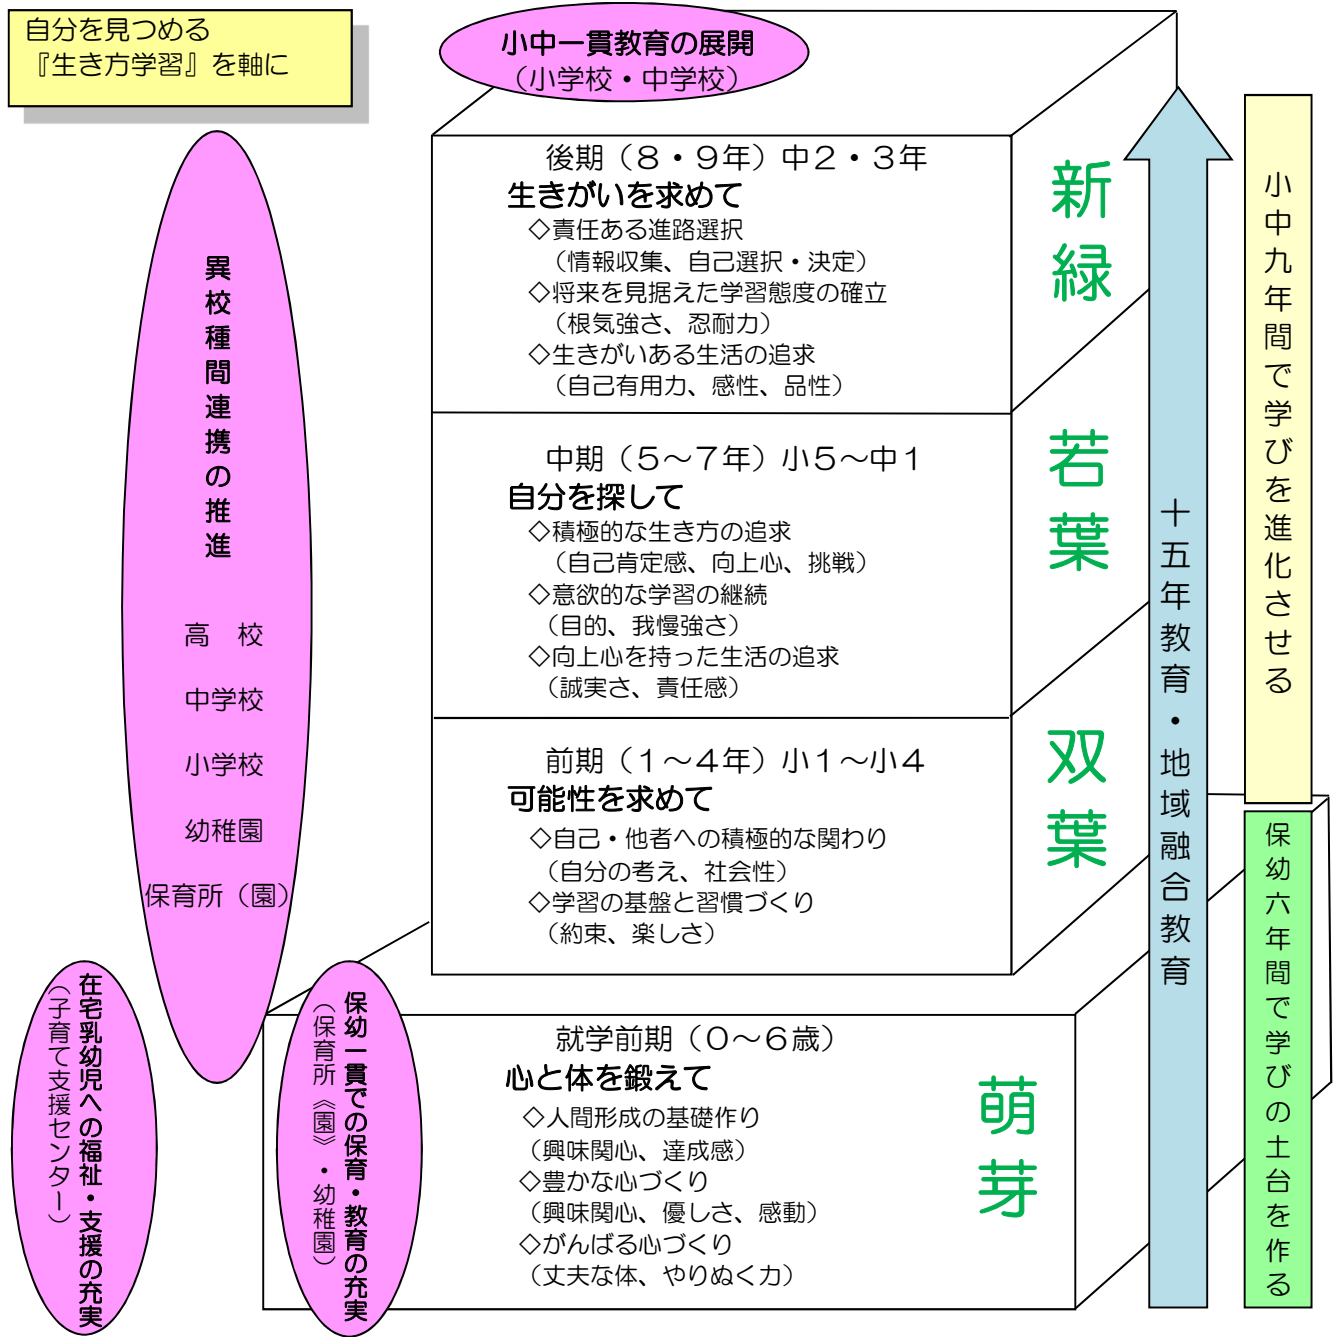 自分を見つめる
『生き方学習』を軸に
小中一貫教育の展開
（小学校・中学校）
異校種間連携の推進
高　校
中学校
小学校
幼稚園
保育所（園）
後期（８・９年）中２・３年
生きがいを求めて
◇責任ある進路選択
（情報収集、自己選択・決定）
◇将来を見据えた学習態度の確立
（根気強さ、忍耐力）
◇生きがいある生活の追求
（自己有用力、感性、品性）
新緑
中期（５～７年）小５～中１
自分を探して
◇積極的な生き方の追求
（自己肯定感、向上心、挑戦）
◇意欲的な学習の継続
（目的、我慢強さ）
◇向上心を持った生活の追求
（誠実さ、責任感）
若葉
前期（１～４年）小１～小４
可能性を求めて
◇自己・他者への積極的な関わり
（自分の考え、社会性）
◇学習の基盤と習慣づくり
（約束、楽しさ）
双葉
就学前期（０～６歳）
心と体を鍛えて
◇人間形成の基礎作り
（興味関心、達成感）
◇豊かな心づくり
（興味関心、優しさ、感動）
◇がんばる心づくり
（丈夫な体、やりぬく力）
萌芽
在宅乳幼児への福祉・支援の充実
（子育て支援センター）
保幼一貫での保育・教育の充実
（保育所《園》・幼稚園）
十五年教育・地域融合教育
小中九年間で学びを進化させる
保幼六年間で学びの土台を作る